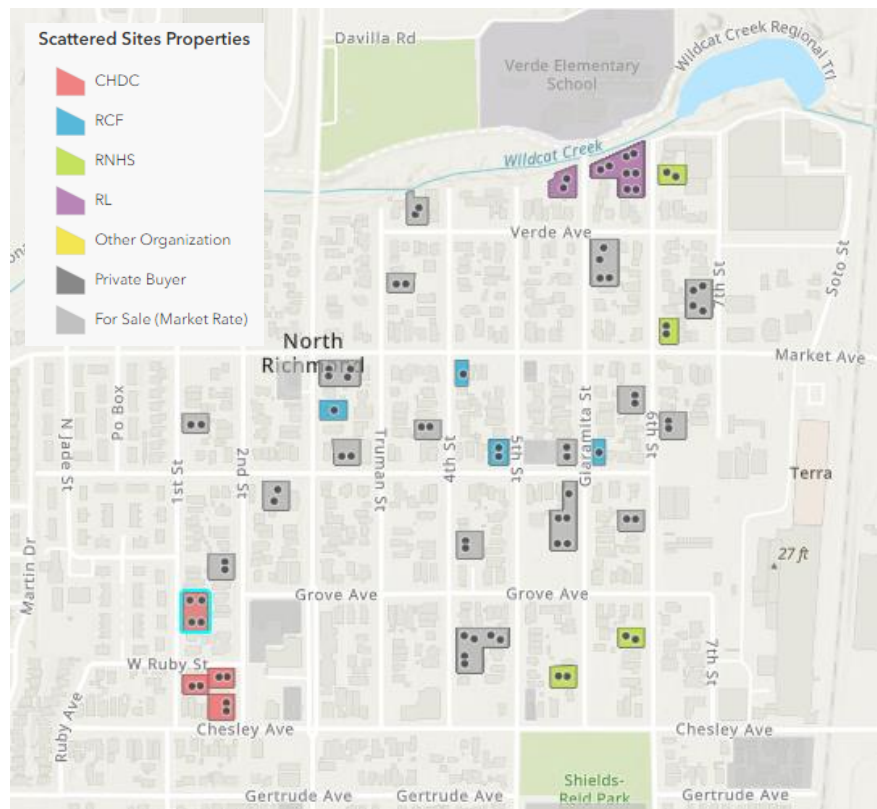 Scattered Sites Properties
CHDC
RCF
RNHS
RL
Other Organization
Private Buyer
For Sale (Market Rate)
Davilla Rd
Verde Elementary
School
Wildcat Creek Regional Trl
Wildcat Creek
Verde Ave
7th St
Soto St
North
Richmond
Market Ave
N Jade St
Po Box
1st St
2nd St
Truman St
4th St
5th St
Giaramita St
6th St
Terra
27 ft
Martin Dr
Grove Ave
Grove Ave
W Ruby St
7th St
Ruby Ave
Chesley Ave
Chesley Ave
Shields-
Reid Park
Gertrude Ave
Gertrude Ave
Gertrude Ave